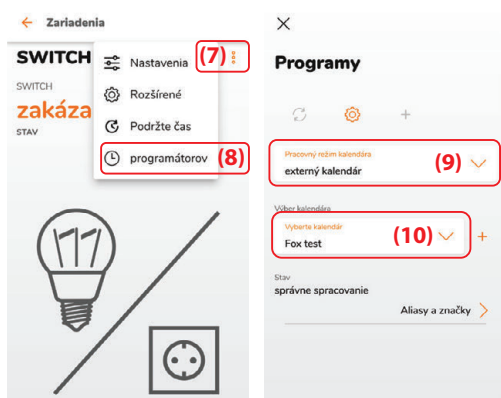 Zariadenia
SWITCH
(7)
Nastavenia
SWITCH
Rozšírené
zakáza
STAV
Podržte čas
programátorov
(8)
Programy
Pracovný režim kalendára
externý kalendár
(9)
Výber kalendára
Vyberte kalendár
Fox test
(10)
Stav
správne spracovanie
Aliasy a značky